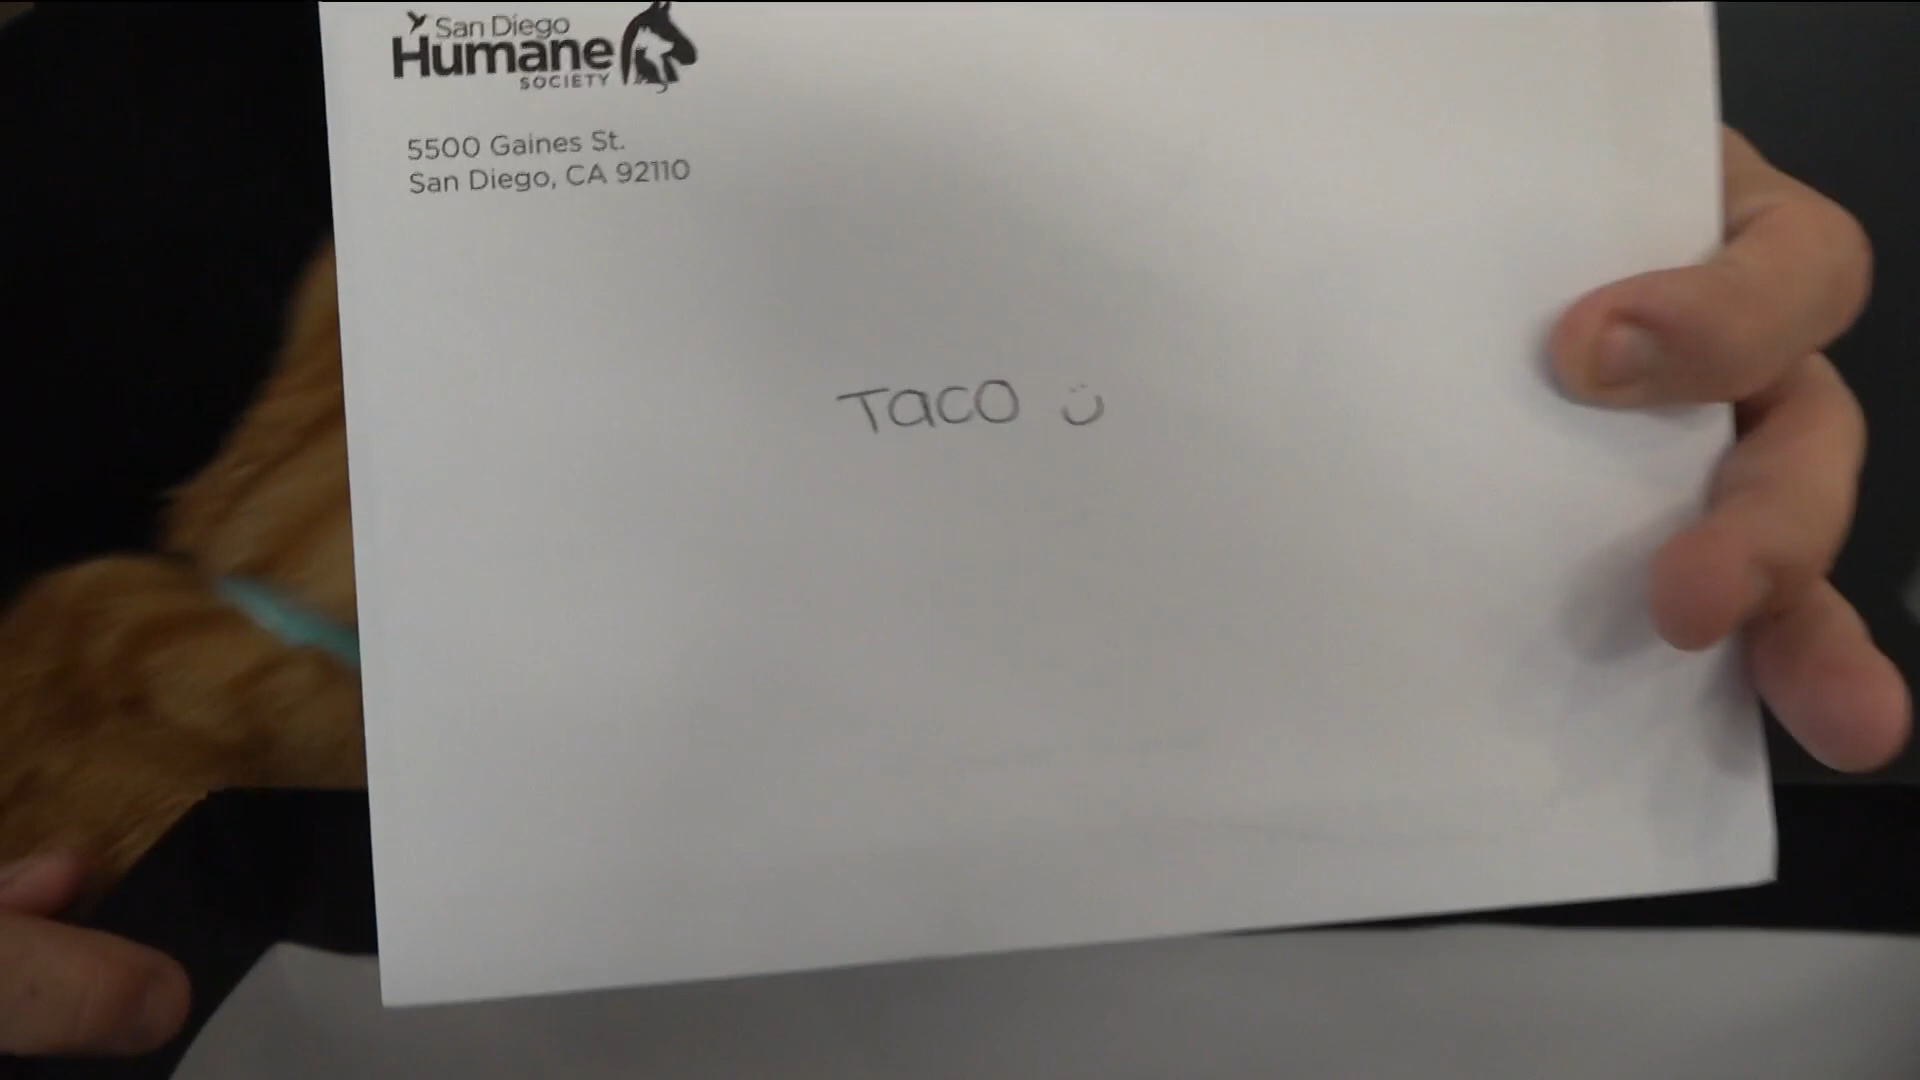 San Diego
Humane
SOCIETY
5500 Gaines St.
San Diego, CA 92110
Taco